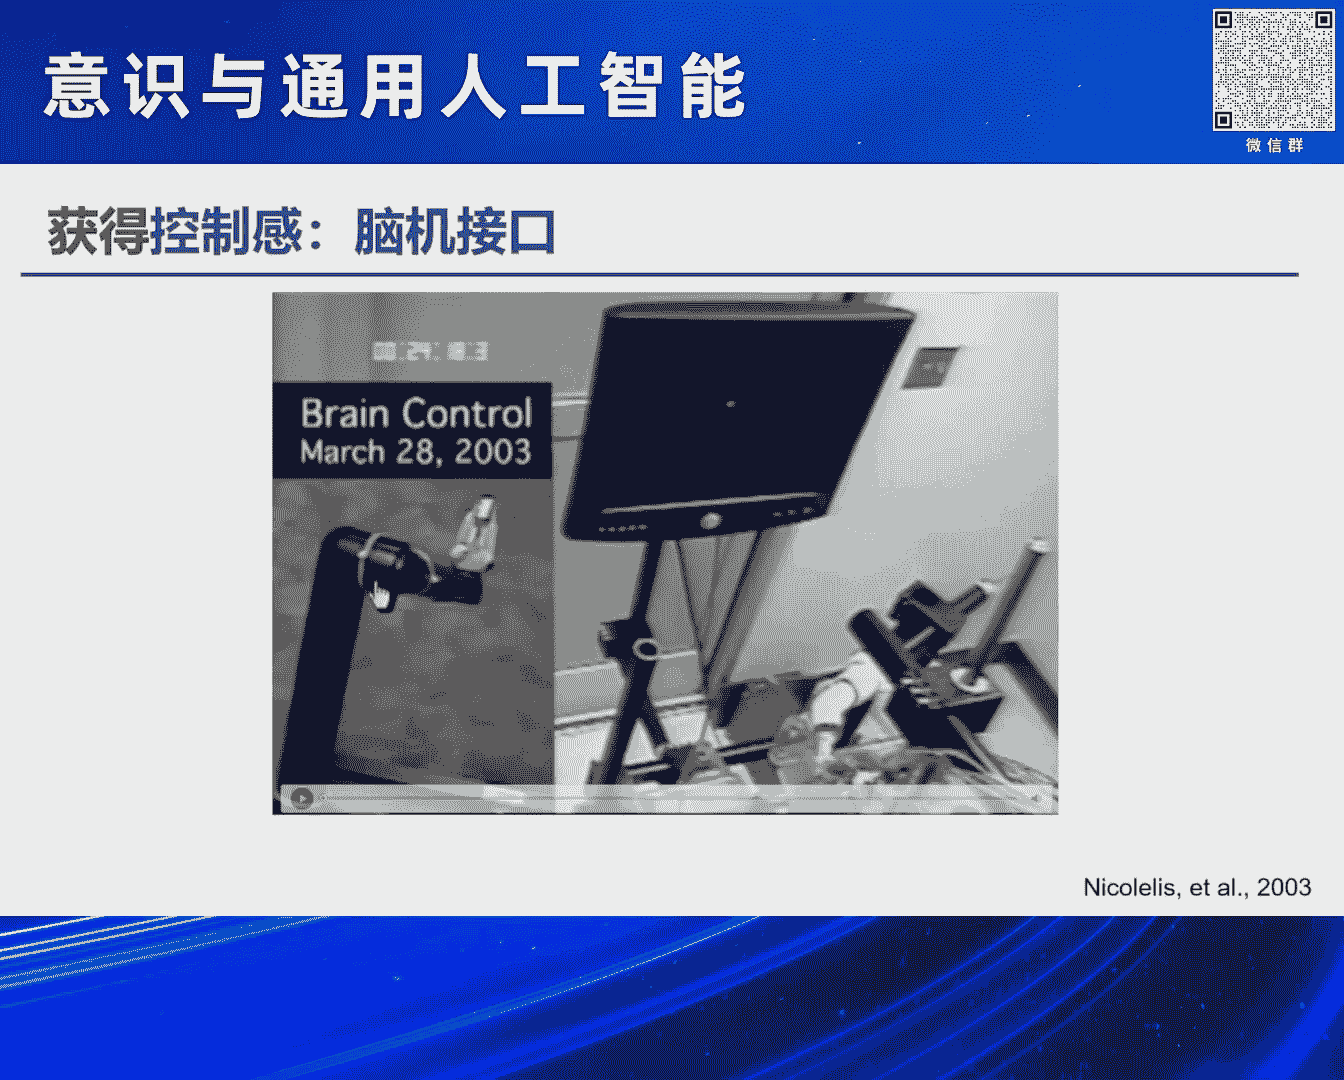 意识与通用人工智能
微信群
获得控制感：脑机接口
Brain Control
March 28, 2003
Nicolelis, et al., 2003